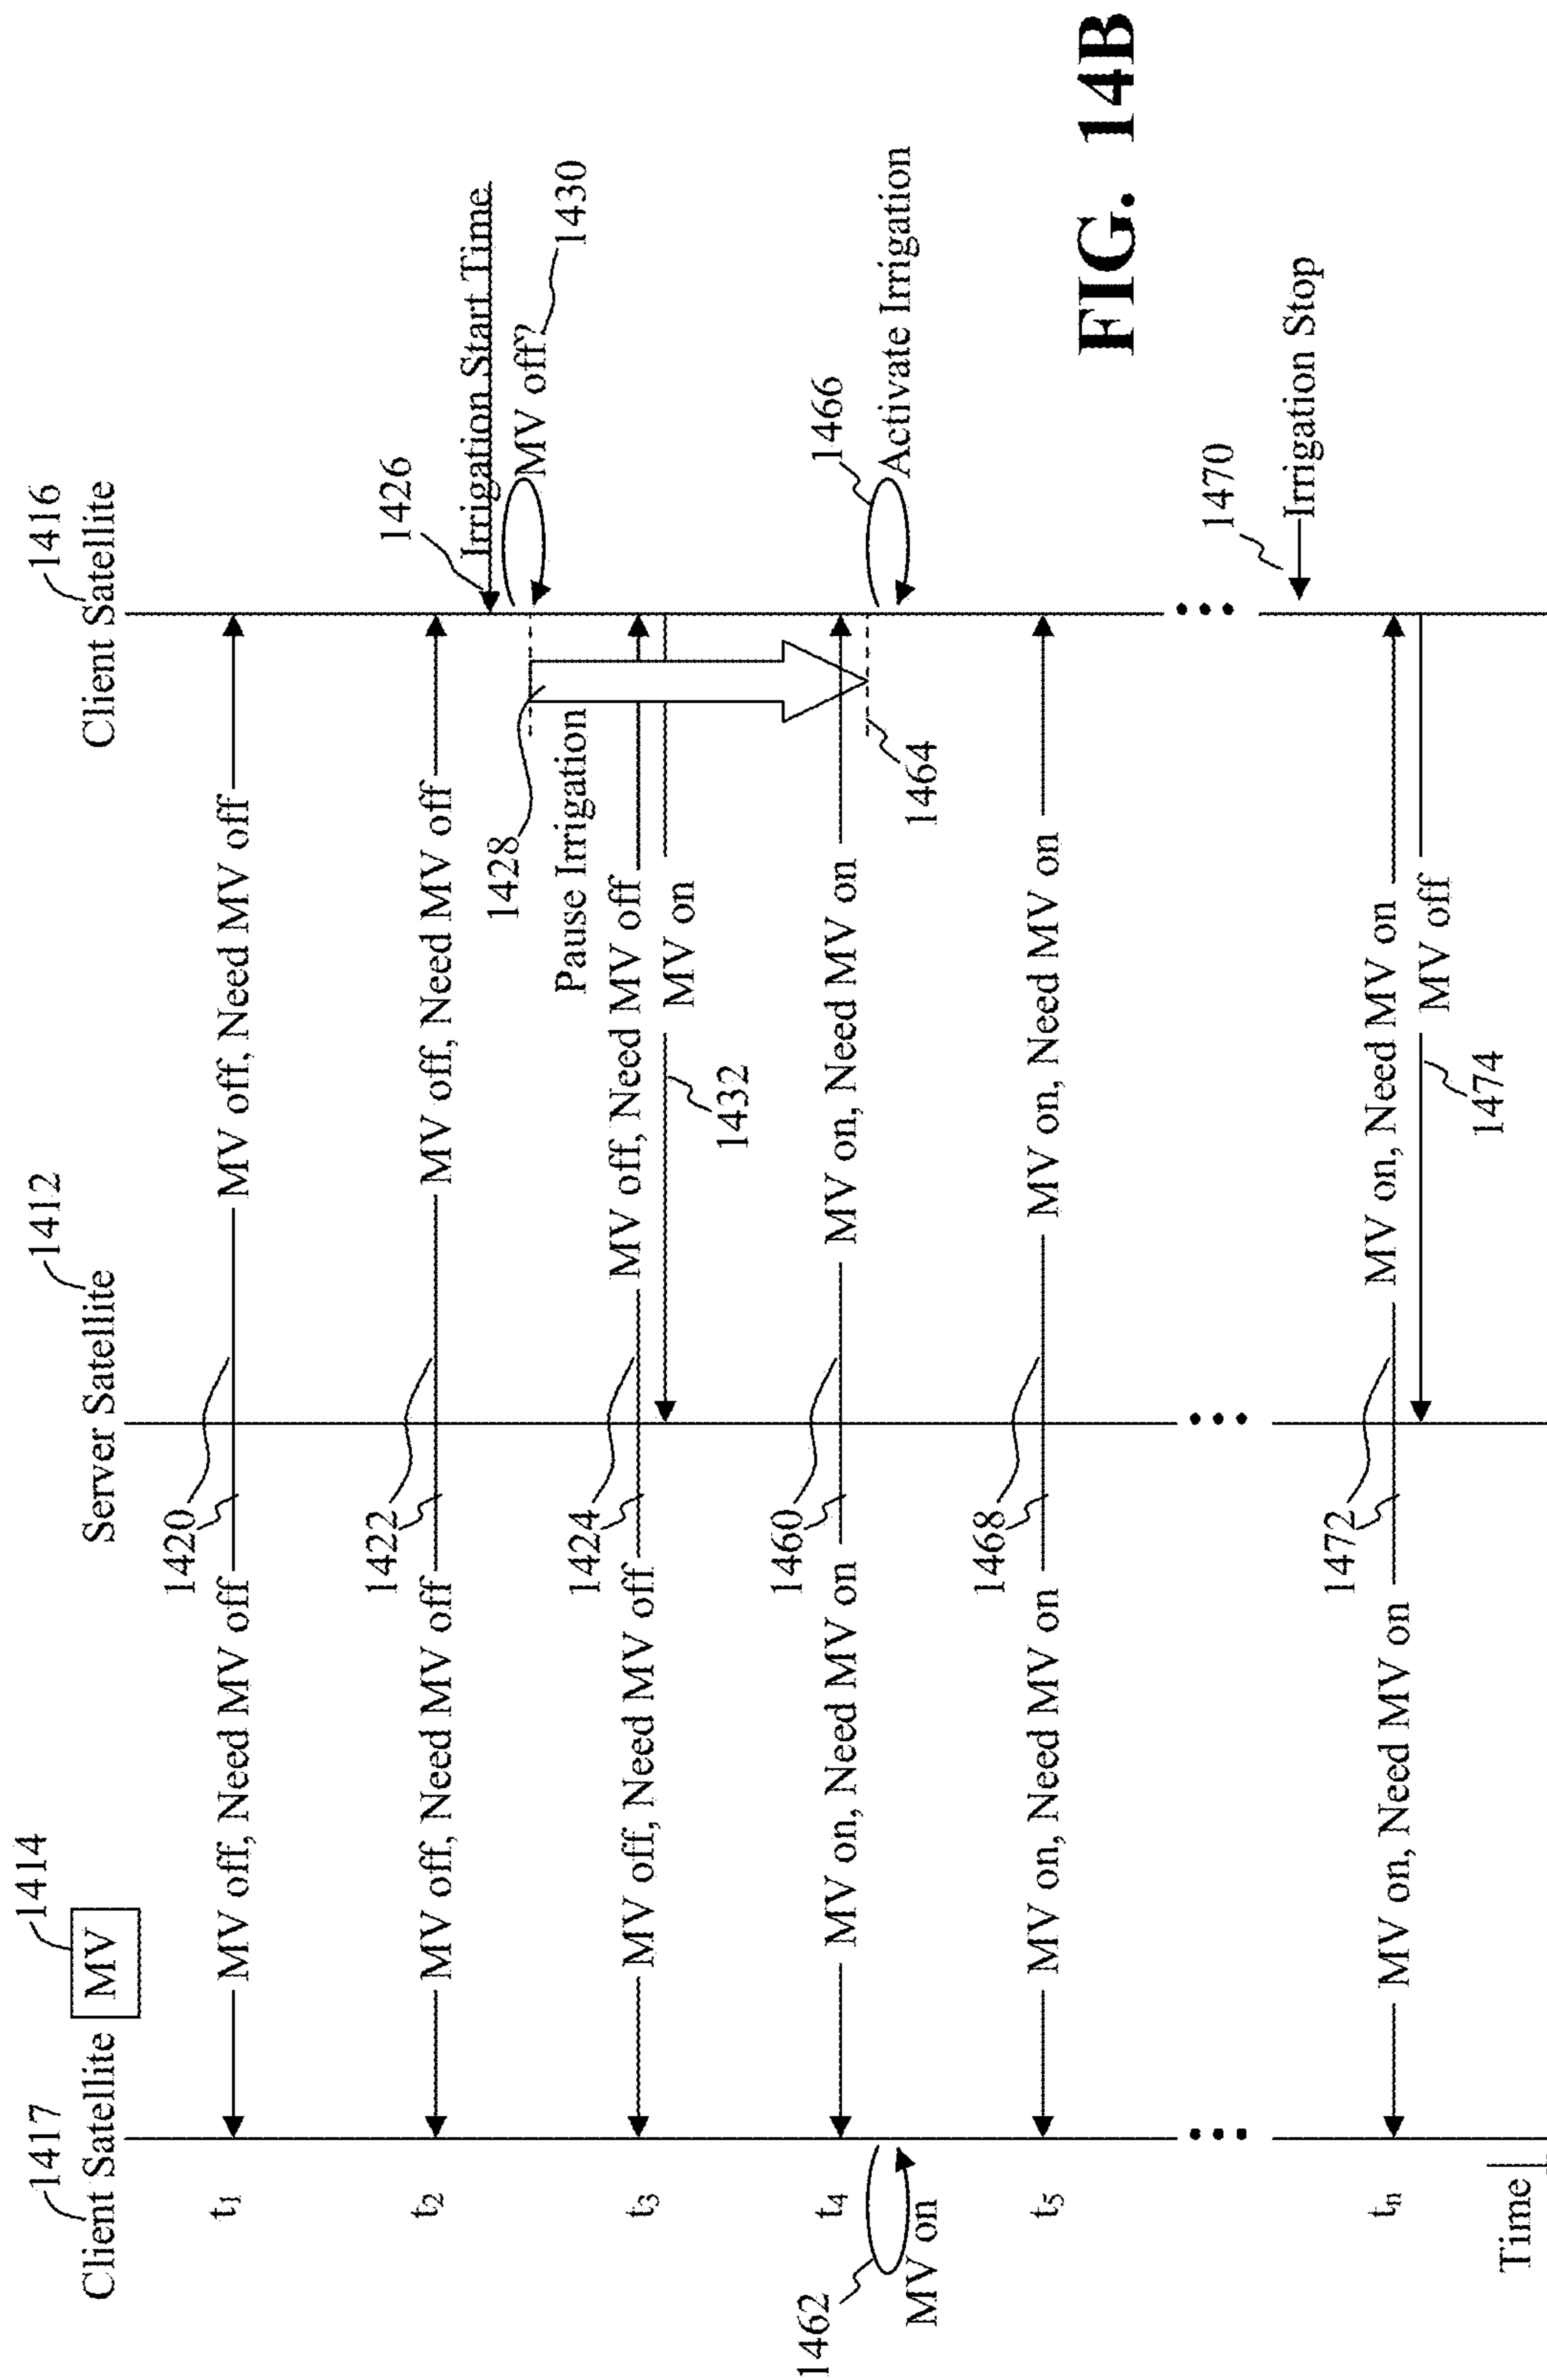 1417
Client Satellite
1414
MV
1412
Server Satellite
1416
Client Satellite
t1
MV off, Need MV off
1420
MV off, Need MV off
t2
MV off, Need MV off
1422
MV off, Need MV off
1426
Irrigation Start Time
MV off?
1430
1428
Pause Irrigation
t3
MV off, Need MV off
1424
MV off, Need MV off
MV on
1432
t4
MV on, Need MV on
1460
MV on, Need MV on
1462
MV on
1464
1466
Activate Irrigation
t5
MV on, Need MV on
1468
MV on, Need MV on
1470
Irrigation Stop
tn
MV on, Need MV on
1472
MV on, Need MV on
MV off
1474
Time
FIG. 14B